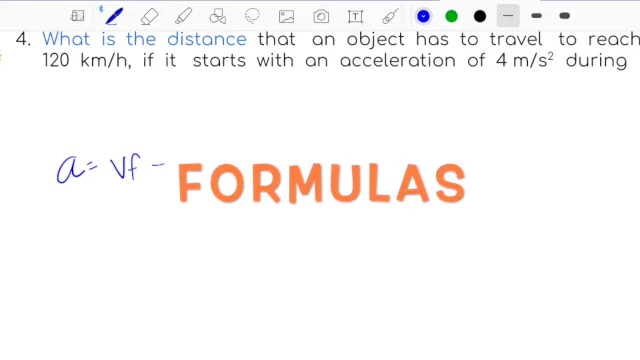 4. What is the distance that an object has to travel to reach
120 km/h, if it starts with an acceleration of 4 m/s² during
a = vf -
FORMULAS